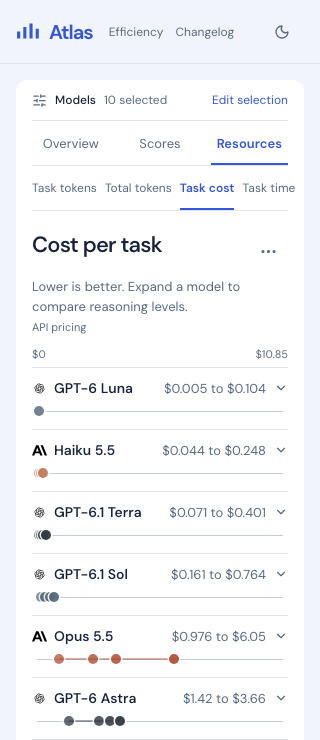 Atlas Efficiency Changelog
Models 10 selected Edit selection
Overview Scores Resources
Task tokens Total tokens Task cost Task time
Cost per task ...
Lower is better. Expand a model to
compare reasoning levels.
API pricing
$0 $10.85
GPT-6 Luna $0.005 to $0.104
Haiku 5.5 $0.044 to $0.248
GPT-6.1 Terra $0.071 to $0.401
GPT-6.1 Sol $0.161 to $0.764
Opus 5.5 $0.976 to $6.05
GPT-6 Astra $1.42 to $3.66